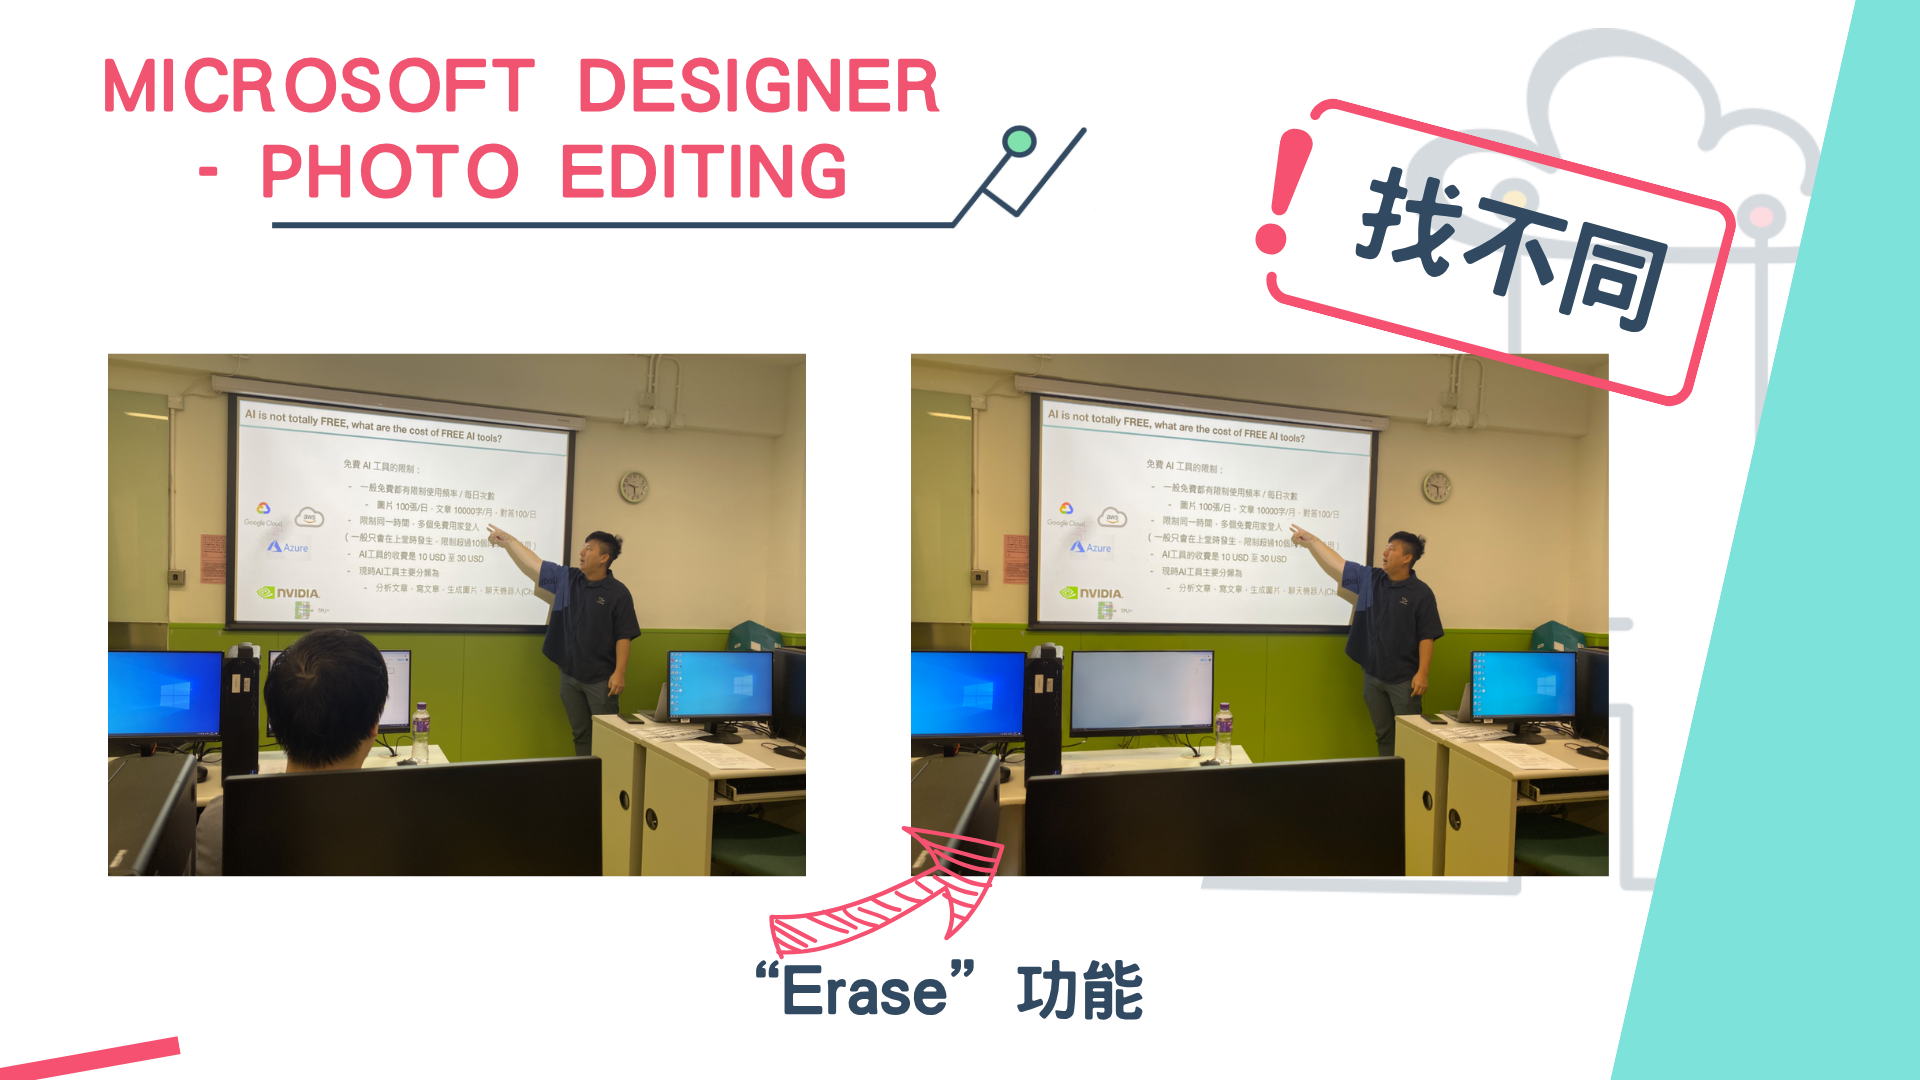 MICROSOFT DESIGNER
- PHOTO EDITING
找不同
AI is not totally FREE, what are the cost of FREE AI tools?
免費 AI 工具的限制：
- 一般免費都有限制使用頻率 / 每日次數
- 圖片 100張/日，文章 10000字/月，對答100/日
- 限制同一時間，多個免費用家登入
( 一般只會在上堂時發生，限制超過10個
- AI工具的收費是 10 USD 至 30 USD
- 現時AI工具主要分類為
- 分析文章，寫文章，生成圖片，聊天機器人(Ch
Google Cloud
aws
Azure
NVIDIA.
AI is not totally FREE, what are the cost of FREE AI tools?
免費 AI 工具的限制：
- 一般免費都有限制使用頻率 / 每日次數
- 圖片 100張/日，文章 10000字/月，對答100/日
- 限制同一時間，多個免費用家登入
( 一般只會在上堂時發生，限制超過10個
- AI工具的收費是 10 USD 至 30 USD
- 現時AI工具主要分類為
- 分析文章，寫文章，生成圖片，聊天機器人(Ch
Google Cloud
aws
Azure
NVIDIA.
“Erase” 功能